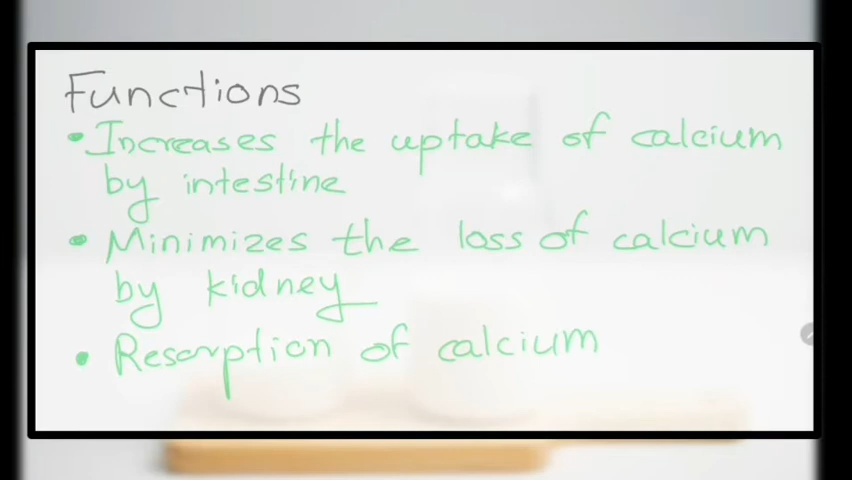 Functions
• Increases the uptake of calcium
by intestine
• Minimizes the loss of calcium
by kidney
• Resorption of calcium